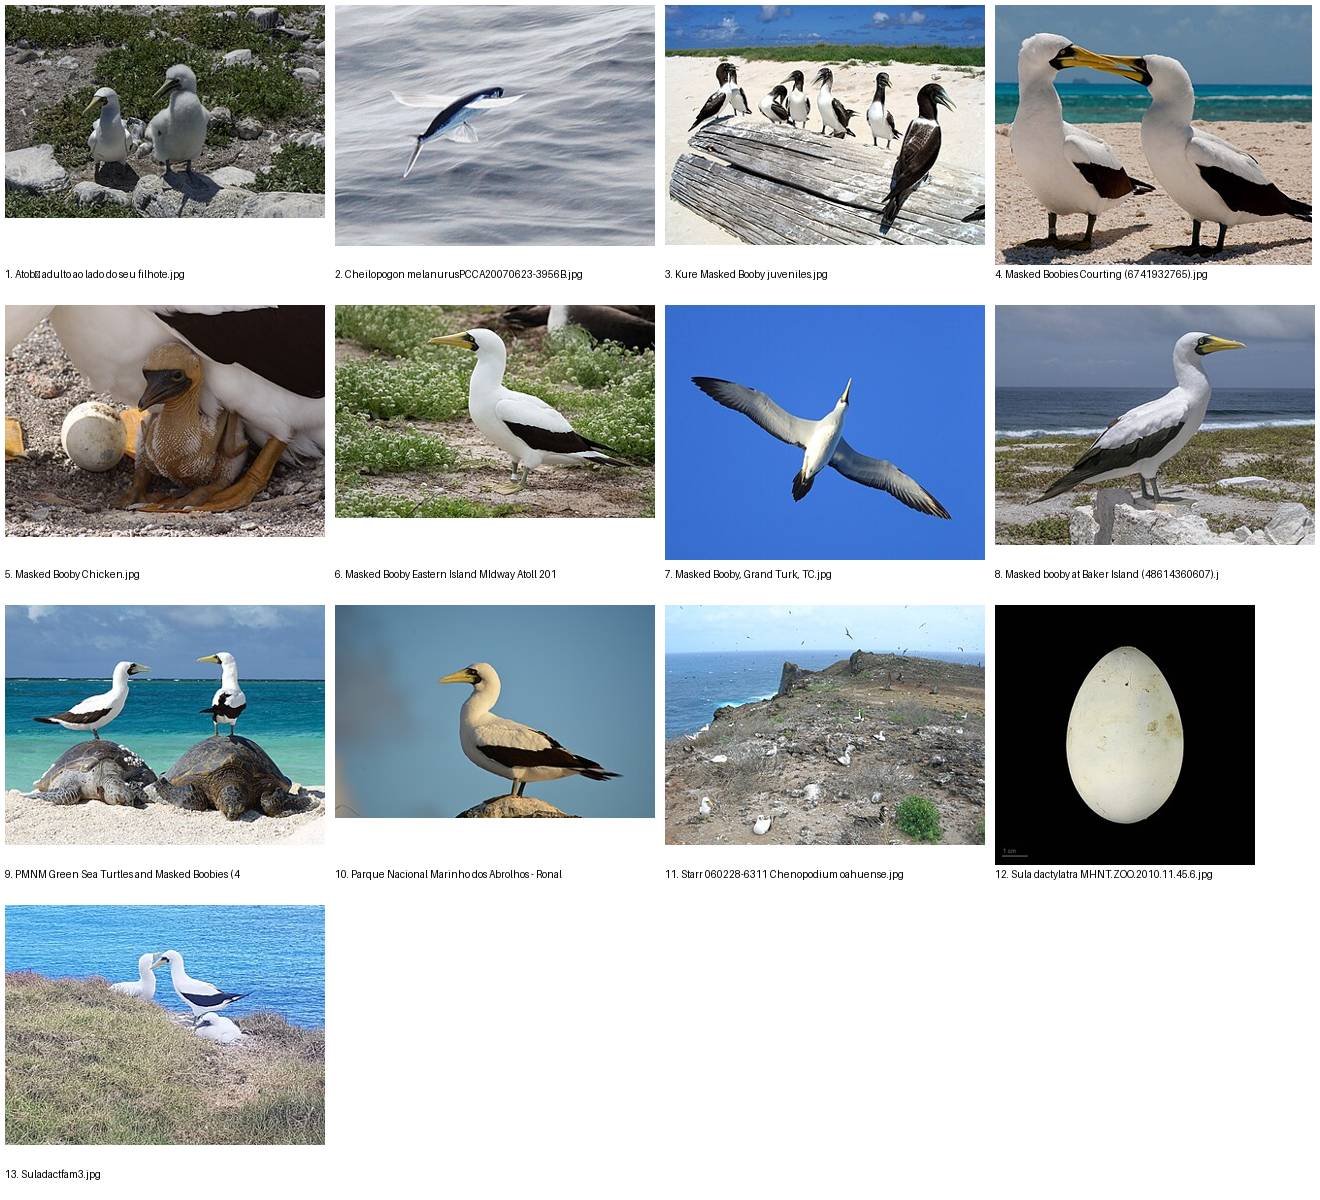 1. Atob adulto ao lado do seu filhote.jpg
2. Cheilopogon melanurusPCCA20070623-3956B.jpg
3. Kure Masked Booby juveniles.jpg
4. Masked Boobies Courting (6741932765).jpg
5. Masked Booby Chicken.jpg
6. Masked Booby Eastern Island MIdway Atoll 201
7. Masked Booby, Grand Turk, TC.jpg
8. Masked booby at Baker Island (48614360607).j
9. PMNM Green Sea Turtles and Masked Boobies (4
10. Parque Nacional Marinho dos Abrolhos - Ronal
11. Starr 060228-6311 Chenopodium oahuense.jpg
1 cm
12. Sula dactylatra MHNT.ZOO.2010.11.45.6.jpg
13. Suladactfam3.jpg